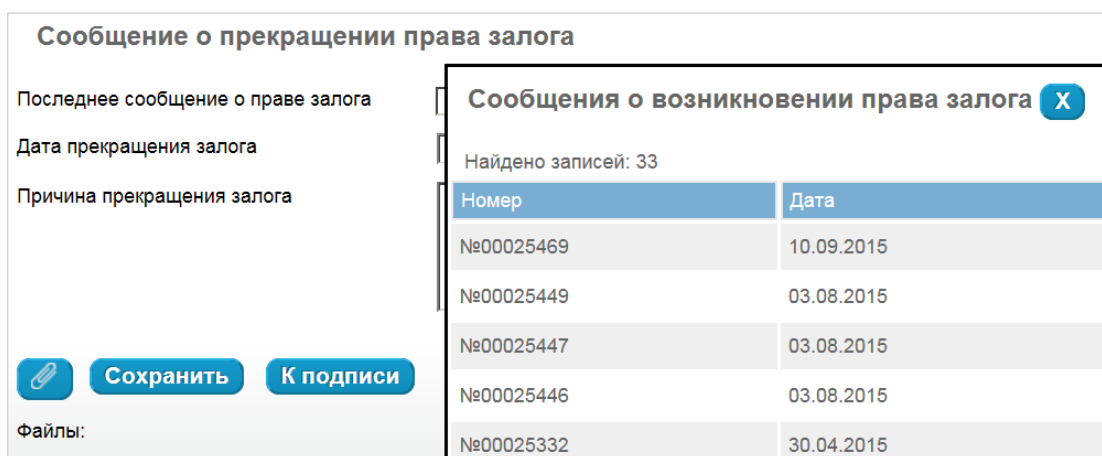 Сообщение о прекращении права залога
Последнее сообщение о праве залога
Дата прекращения залога
Причина прекращения залога
Сохранить К подписи
Файлы:
Сообщения о возникновении права залога X
Найдено записей: 33
Номер Дата
№00025469 10.09.2015
№00025449 03.08.2015
№00025447 03.08.2015
№00025446 03.08.2015
№00025332 30.04.2015